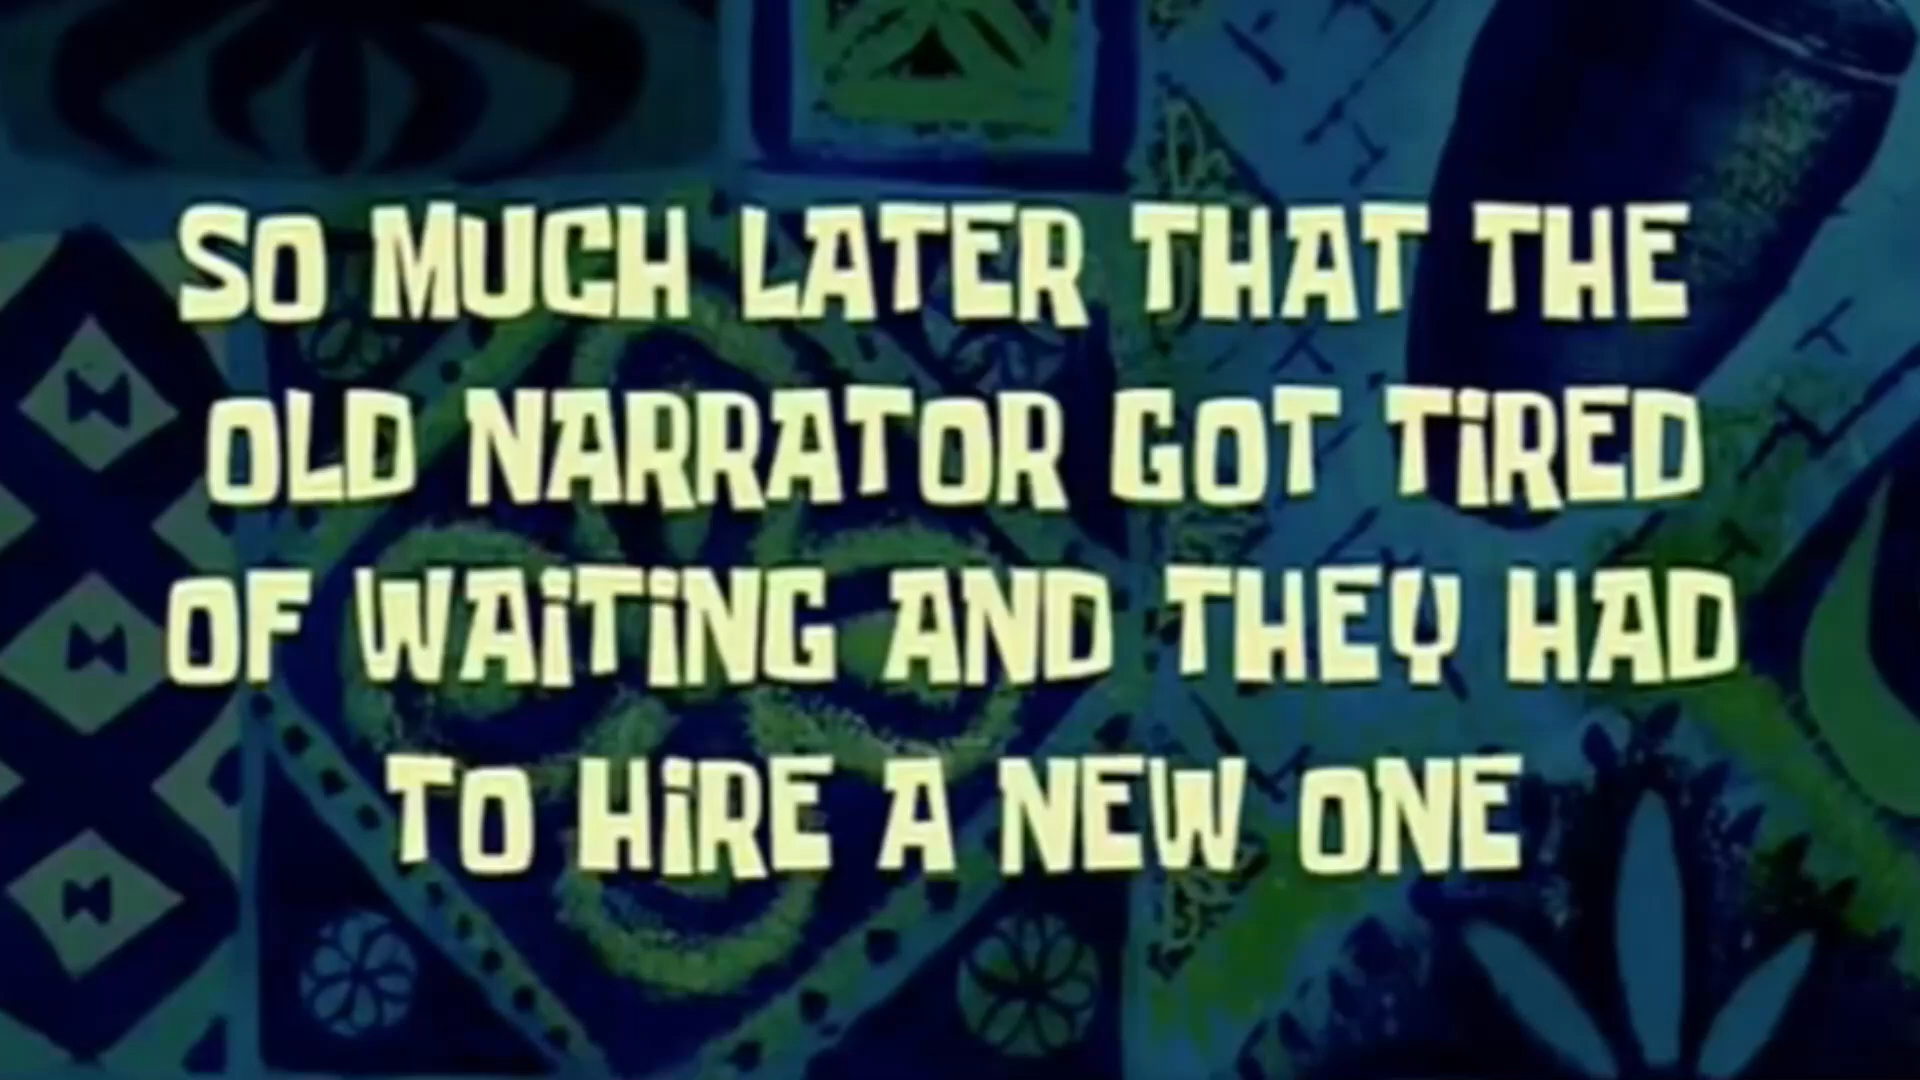 SO MUCH LATER THAT THE
OLD NARRATOR GOT TIRED
OF WAITING AND THEY HAD
TO HIRE A NEW ONE